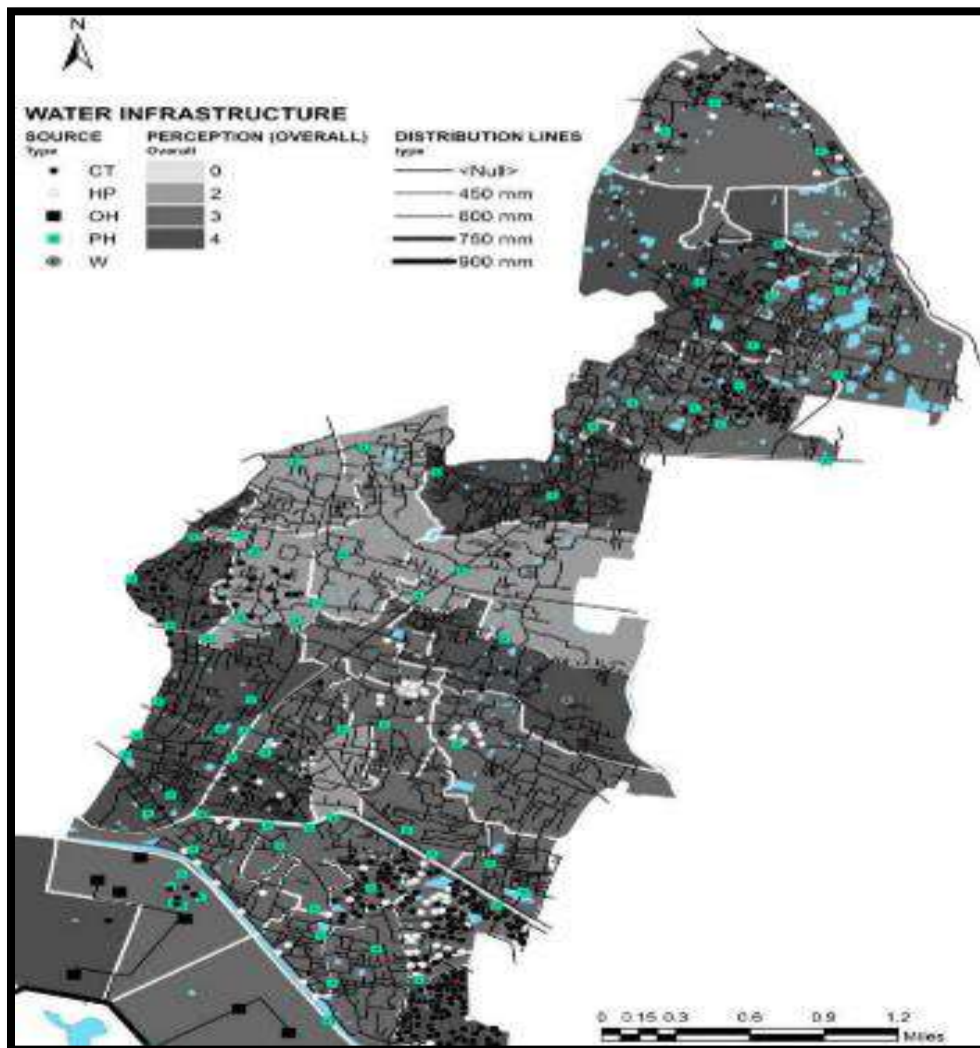 N
WATER INFRASTRUCTURE
SOURCE
Type
CT
HP
OH
PH
W
PERCEPTION (OVERALL)
Overall
0
2
3
4
DISTRIBUTION LINES
type
<Null>
450 mm
600 mm
750 mm
900 mm
0 0.15 0.3 0.6 0.9 1.2
Miles